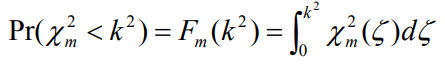 Pr(χ²ₘ < k²) = Fₘ(k²) = ∫₀^{k²} χ²ₘ(ζ)dζ